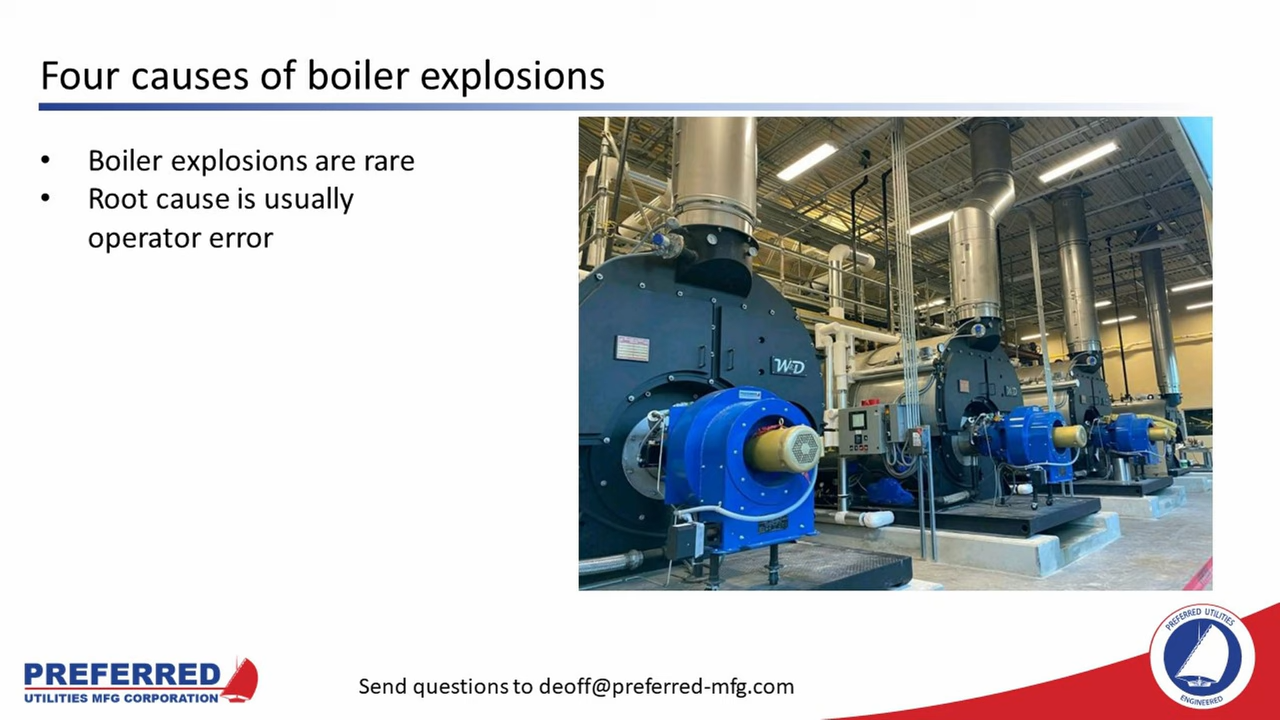 Four causes of boiler explosions
• Boiler explosions are rare
• Root cause is usually
operator error
W&D
PREFERRED
UTILITIES MFG CORPORATION
Send questions to deoff@preferred-mfg.com
PREFERRED UTILITIES
ENGINEERED